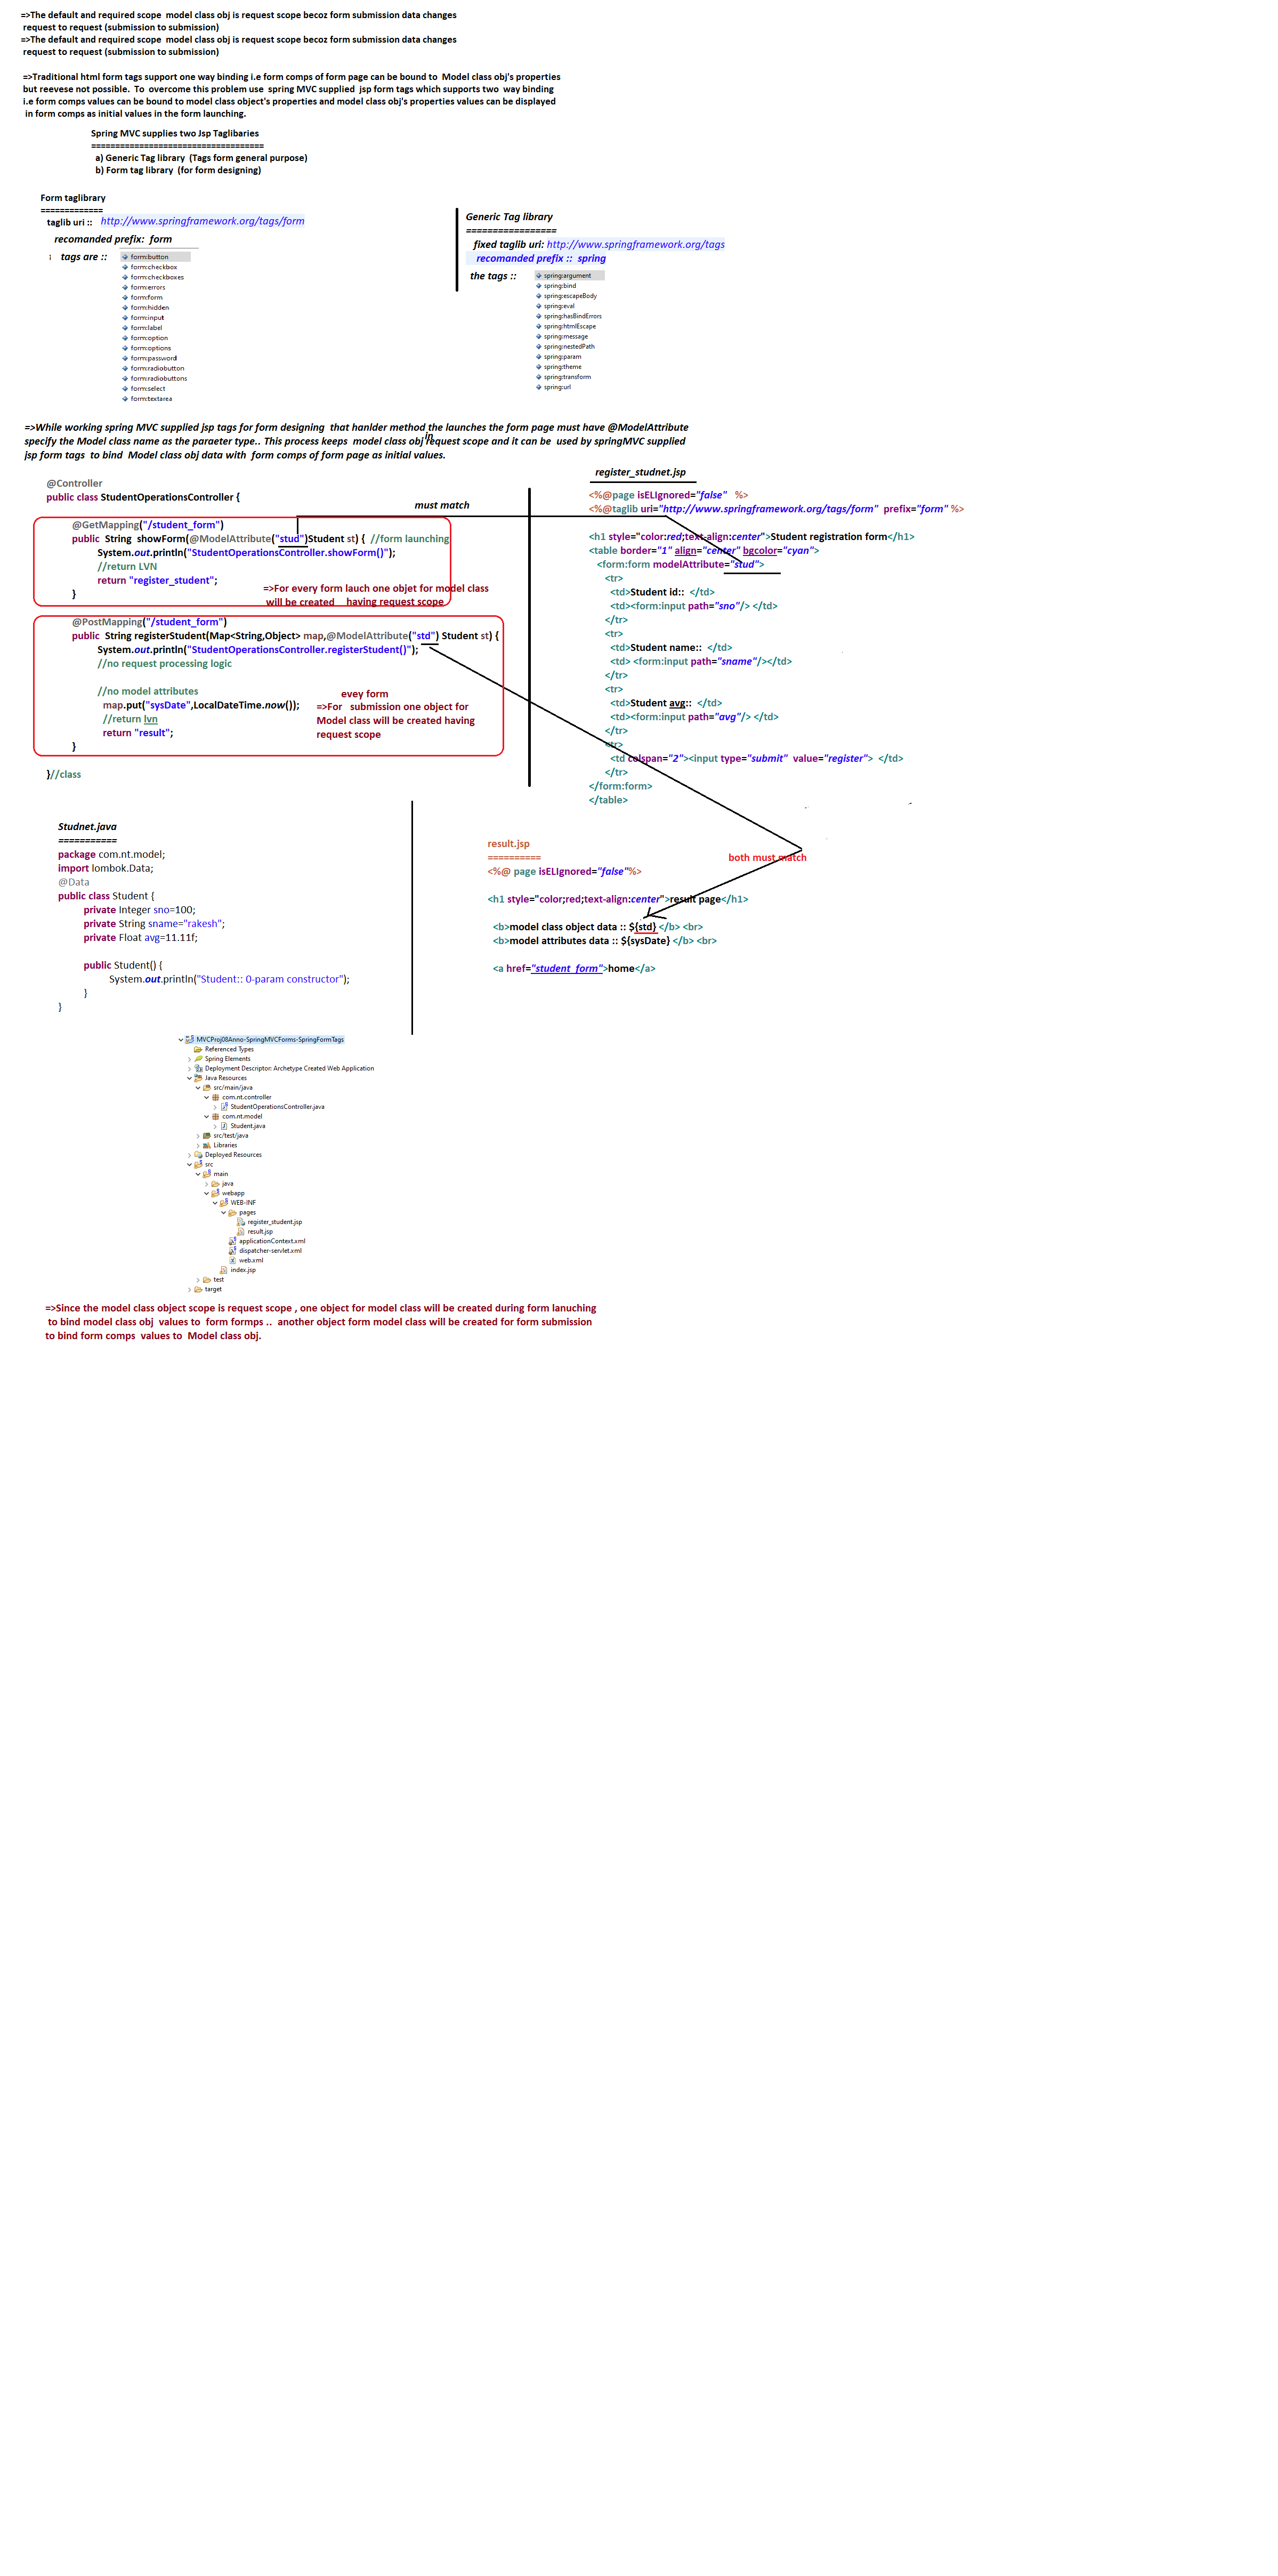 =>The default and required scope  model class obj is request scope becoz form submission data changes
request to request (submission to submission)
=>The default and required scope  model class obj is request scope becoz form submission data changes
request to request (submission to submission)
=>Traditional html form tags support one way binding i.e form comps of form page can be bound to  Model class obj's properties
but reevese not possible.  To  overcome this problem use  spring MVC supplied  jsp form tags which supports two  way binding
i.e form comps values can be bound to model class object's properties and model class obj's properties values can be displayed
in form comps as initial values in the form launching.
Spring MVC supplies two Jsp Taglibaries
====================================
a) Generic Tag library  (Tags form general purpose)
b) Form tag library  (for form designing)
Form taglibrary
=============
taglib uri ::   http://www.springframework.org/tags/form
recomanded prefix:  form
tags are ::
form:button
form:checkbox
form:checkboxes
form:errors
form:form
form:hidden
form:input
form:label
form:option
form:options
form:password
form:radiobutton
form:radiobuttons
form:select
form:textarea
Generic Tag library
=================
fixed taglib uri: http://www.springframework.org/tags
recomanded prefix ::  spring
the tags ::
spring:argument
spring:bind
spring:escapeBody
spring:eval
spring:hasBindErrors
spring:htmlEscape
spring:message
spring:nestedPath
spring:param
spring:theme
spring:transform
spring:url
=>While working spring MVC supplied jsp tags for form designing  that hanlder method the launches the form page must have @ModelAttribute
specify the Model class name as the paraeter type.. This process keeps  model class obj in request scope and it can be  used by springMVC supplied
jsp form tags  to bind  Model class obj data with  form comps of form page as initial values.
@Controller
public class StudentOperationsController {
must match
@GetMapping("/student_form")
public  String  showForm(@ModelAttribute("stud")Student st) {  //form launching
System.out.println("StudentOperationsController.showForm()");
//return LVN
return "register_student";
}
=>For every form lauch one objet for model class
will be created    having request scope
@PostMapping("/student_form")
public  String registerStudent(Map<String,Object> map,@ModelAttribute("std") Student st) {
System.out.println("StudentOperationsController.registerStudent()");
//no request processing logic
//no model attributes
map.put("sysDate",LocalDateTime.now());
//return lvn
return "result";
}
evey form
=>For   submission one object for
Model class will be created having
request scope
}//class
register_studnet.jsp
<%@page isELIgnored="false"   %>
<%@taglib uri="http://www.springframework.org/tags/form"  prefix="form" %>
<h1 style="color:red;text-align:center">Student registration form</h1>
<table border="1" align="center" bgcolor="cyan">
<form:form modelAttribute="stud">
<tr>
<td>Student id::  </td>
<td><form:input path="sno"/> </td>
</tr>
<tr>
<td>Student name::  </td>
<td> <form:input path="sname"/></td>
</tr>
<tr>
<td>Student avg::  </td>
<td><form:input path="avg"/> </td>
</tr>
<tr>
<td colspan="2"><input type="submit"  value="register">  </td>
</tr>
</form:form>
</table>
Studnet.java
===========
package com.nt.model;
import lombok.Data;
@Data
public class Student {
private Integer sno=100;
private String sname="rakesh";
private Float avg=11.11f;
public Student() {
System.out.println("Student:: 0-param constructor");
}
}
result.jsp
==========
both must match
<%@ page isELIgnored="false"%>
<h1 style="color;red;text-align:center">result page</h1>
<b>model class object data :: ${std} </b> <br>
<b>model attributes data :: ${sysDate} </b> <br>
<a href="student_form">home</a>
MVCProj08Anno-SpringMVCForms-SpringFormTags
Referenced Types
Spring Elements
Deployment Descriptor: Archetype Created Web Application
Java Resources
src/main/java
com.nt.controller
StudentOperationsController.java
com.nt.model
Student.java
src/test/java
Libraries
Deployed Resources
src
main
java
webapp
WEB-INF
pages
register_student.jsp
result.jsp
applicationContext.xml
dispatcher-servlet.xml
web.xml
index.jsp
test
target
=>Since the model class object scope is request scope , one object for model class will be created during form lanuching
to bind model class obj  values to  form formps ..  another object form model class will be created for form submission
to bind form comps  values to  Model class obj.